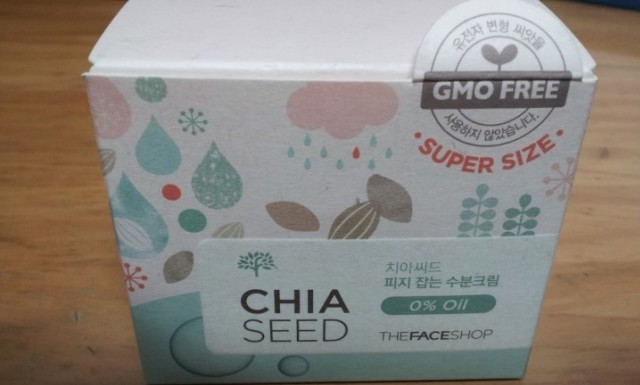 유전자 변형 씨앗을
GMO FREE
사용하지 않았습니다.
SUPER SIZE
치아씨드
피지 잡는 수분크림
CHIA
SEED
0% Oil
THEFACESHOP